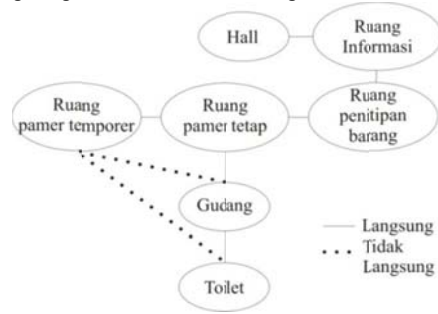 Hall
Ruang
Informasi
Ruang
pamer temporer
Ruang
pamer tetap
Ruang
penitipan
barang
Gudang
Toilet
Langsung
Tidak
Langsung